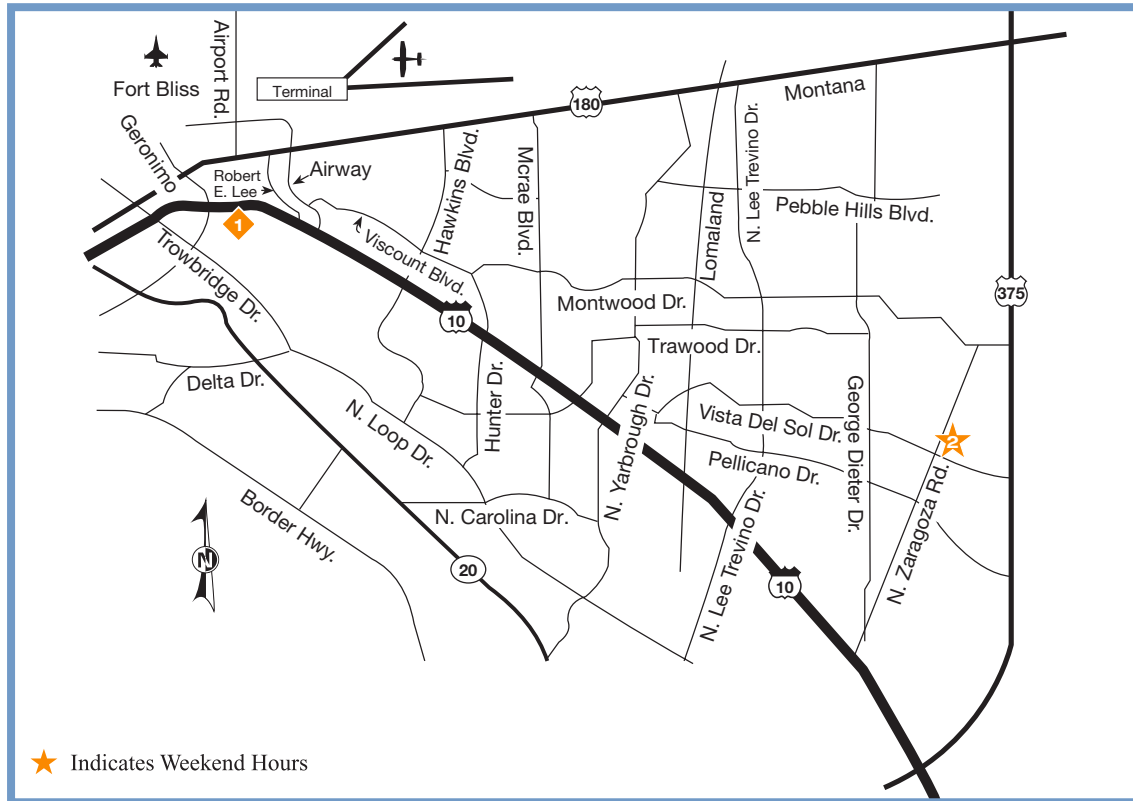 Airport Rd.
Fort Bliss
Terminal
180
Montana
Geronimo
Robert
E. Lee
Airway
Hawkins Blvd.
Mcrae Blvd.
Lomaland
N. Lee Trevino Dr.
Pebble Hills Blvd.
1
Trowbridge Dr.
Viscount Blvd.
10
Montwood Dr.
375
Trawood Dr.
Delta Dr.
N. Loop Dr.
Hunter Dr.
N. Yarbrough Dr.
Vista Del Sol Dr.
George Dieter Dr.
2
Pellicano Dr.
Border Hwy.
N. Carolina Dr.
N. Lee Trevino Dr.
N. Zaragoza Rd.
N
20
10
Indicates Weekend Hours